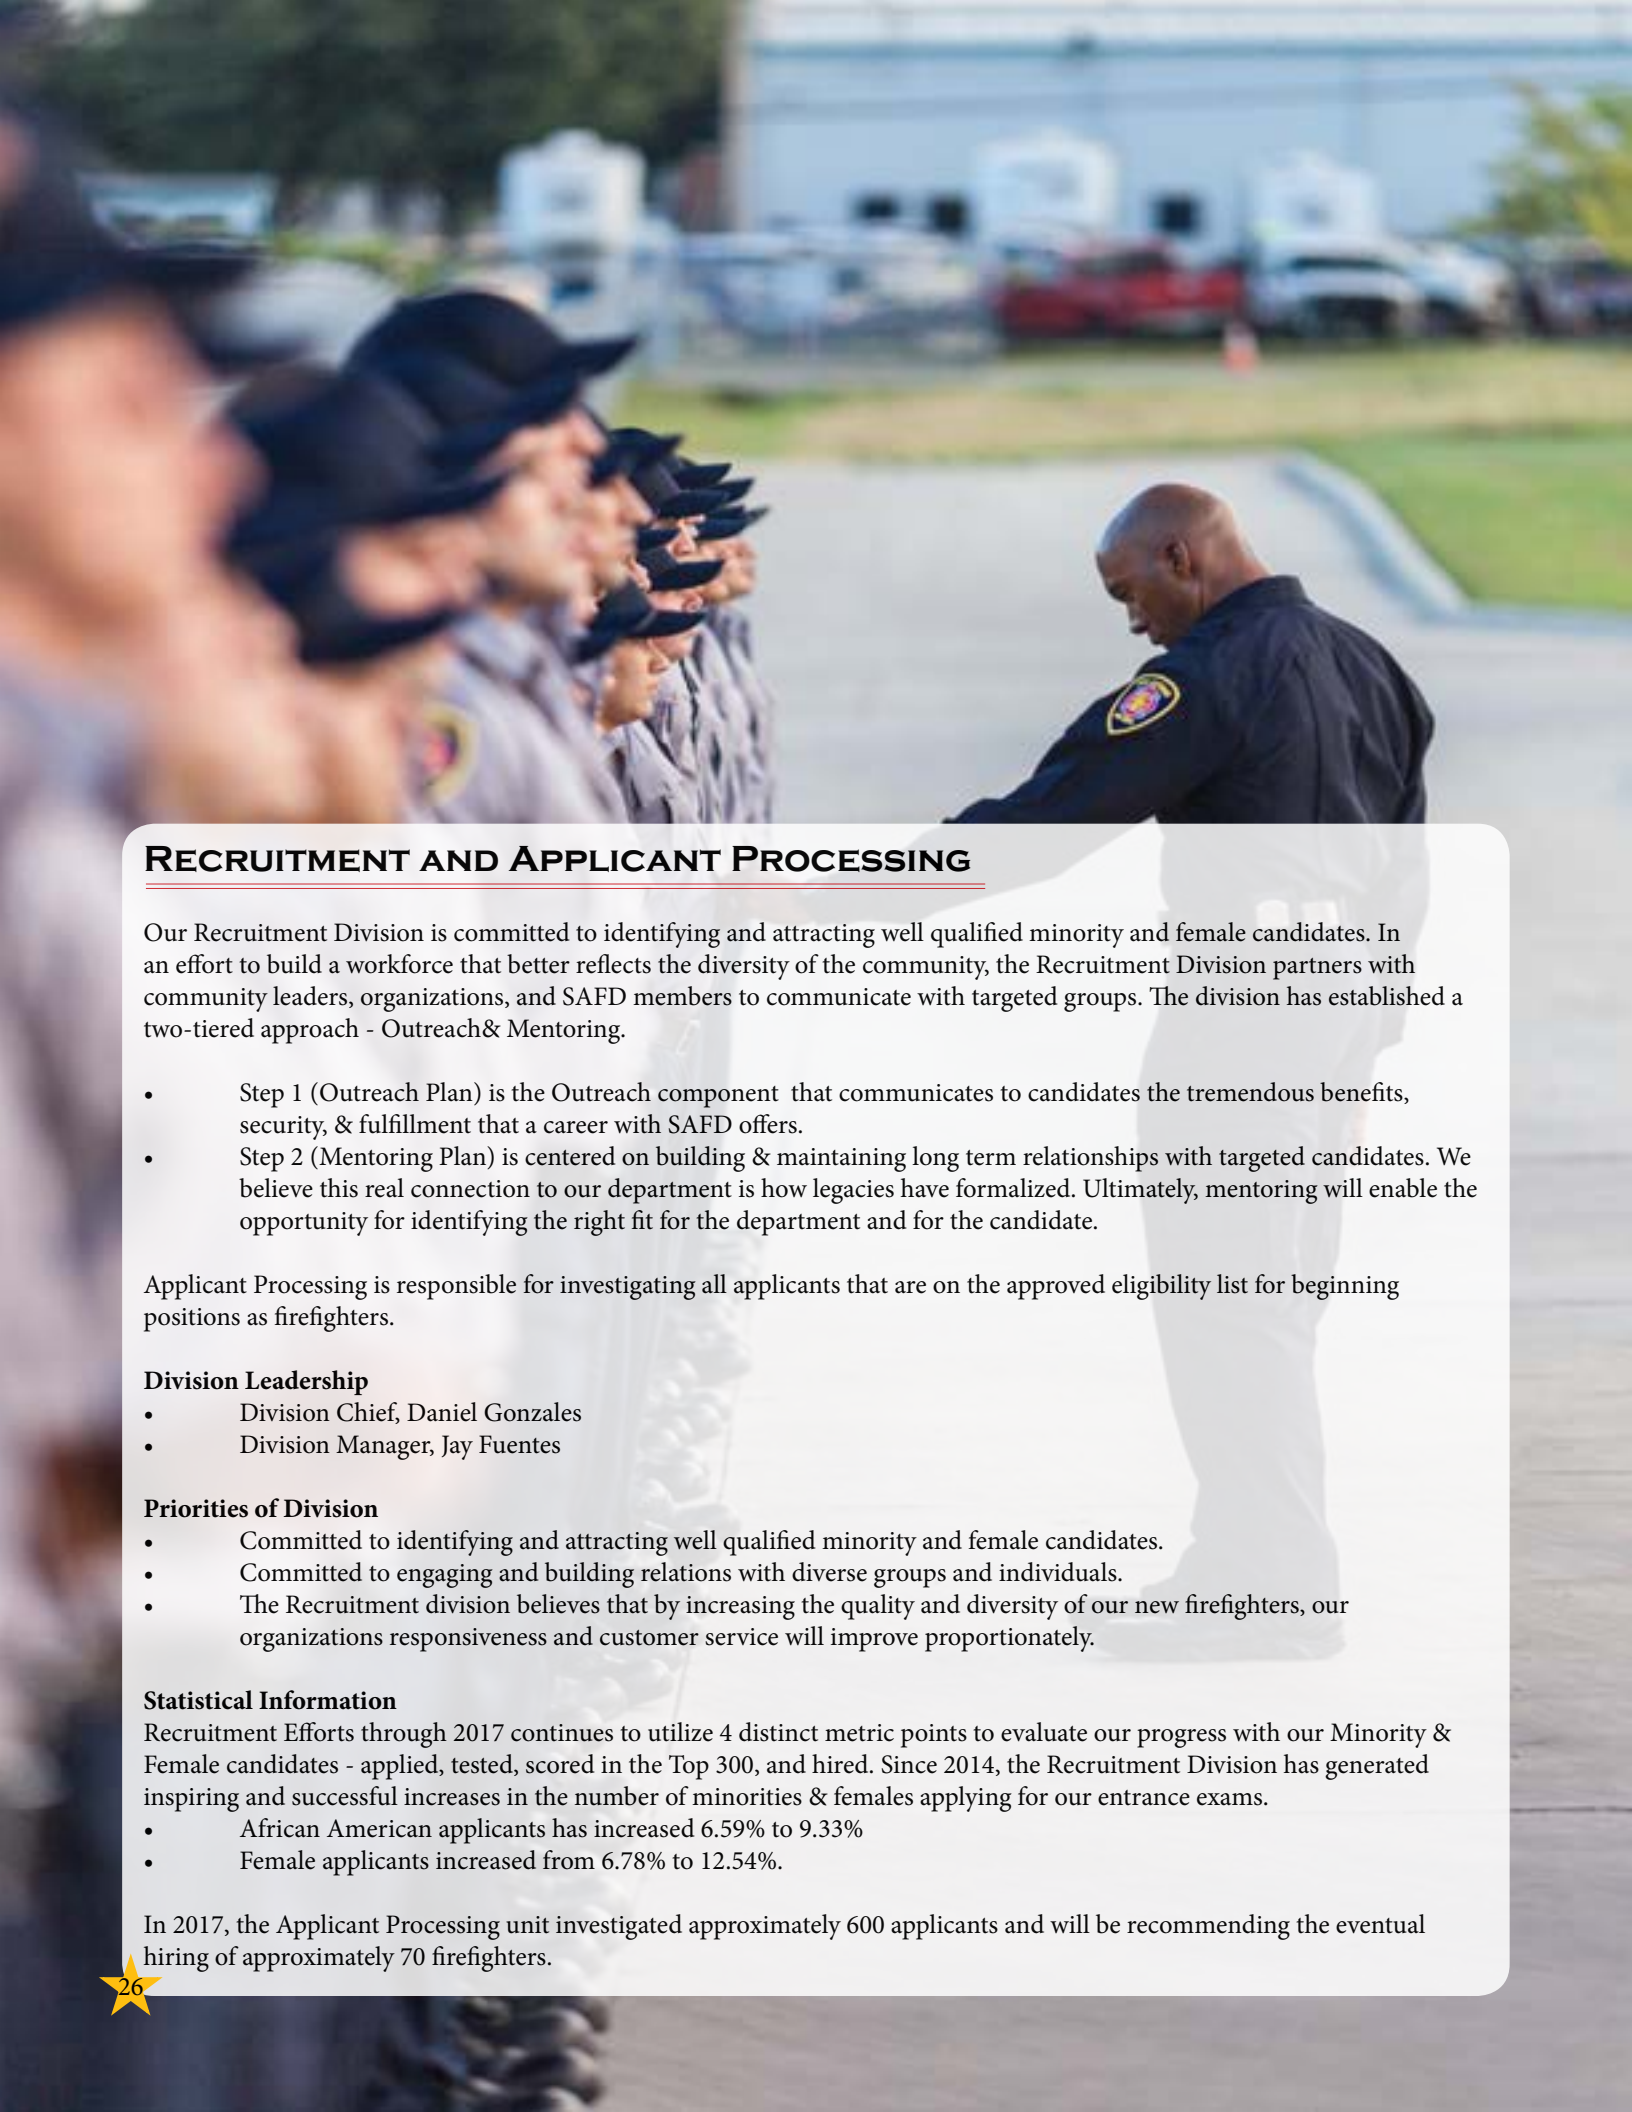 Recruitment and Applicant Processing
Our Recruitment Division is committed to identifying and attracting well qualified minority and female candidates. In
an effort to build a workforce that better reflects the diversity of the community, the Recruitment Division partners with
community leaders, organizations, and SAFD members to communicate with targeted groups. The division has established a
two-tiered approach - Outreach& Mentoring.
• Step 1 (Outreach Plan) is the Outreach component  that communicates to candidates the tremendous benefits,
security, & fulfillment that a career with SAFD offers.
• Step 2 (Mentoring Plan) is centered on building & maintaining long term relationships with targeted candidates. We
believe this real connection to our department is how legacies have formalized. Ultimately, mentoring will enable the
opportunity for identifying the right fit for the department and for the candidate.
Applicant Processing is responsible for investigating all applicants that are on the approved eligibility list for beginning
positions as firefighters.
Division Leadership
• Division Chief, Daniel Gonzales
• Division Manager, Jay Fuentes
Priorities of Division
• Committed to identifying and attracting well qualified minority and female candidates.
• Committed to engaging and building relations with diverse groups and individuals.
• The Recruitment division believes that by increasing the quality and diversity of our new firefighters, our
organizations responsiveness and customer service will improve proportionately.
Statistical Information
Recruitment Efforts through 2017 continues to utilize 4 distinct metric points to evaluate our progress with our Minority &
Female candidates - applied, tested, scored in the Top 300, and hired. Since 2014, the Recruitment Division has generated
inspiring and successful increases in the number of minorities & females applying for our entrance exams.
• African American applicants has increased 6.59% to 9.33%
• Female applicants increased from 6.78% to 12.54%.
In 2017, the Applicant Processing unit investigated approximately 600 applicants and will be recommending the eventual
hiring of approximately 70 firefighters.
26